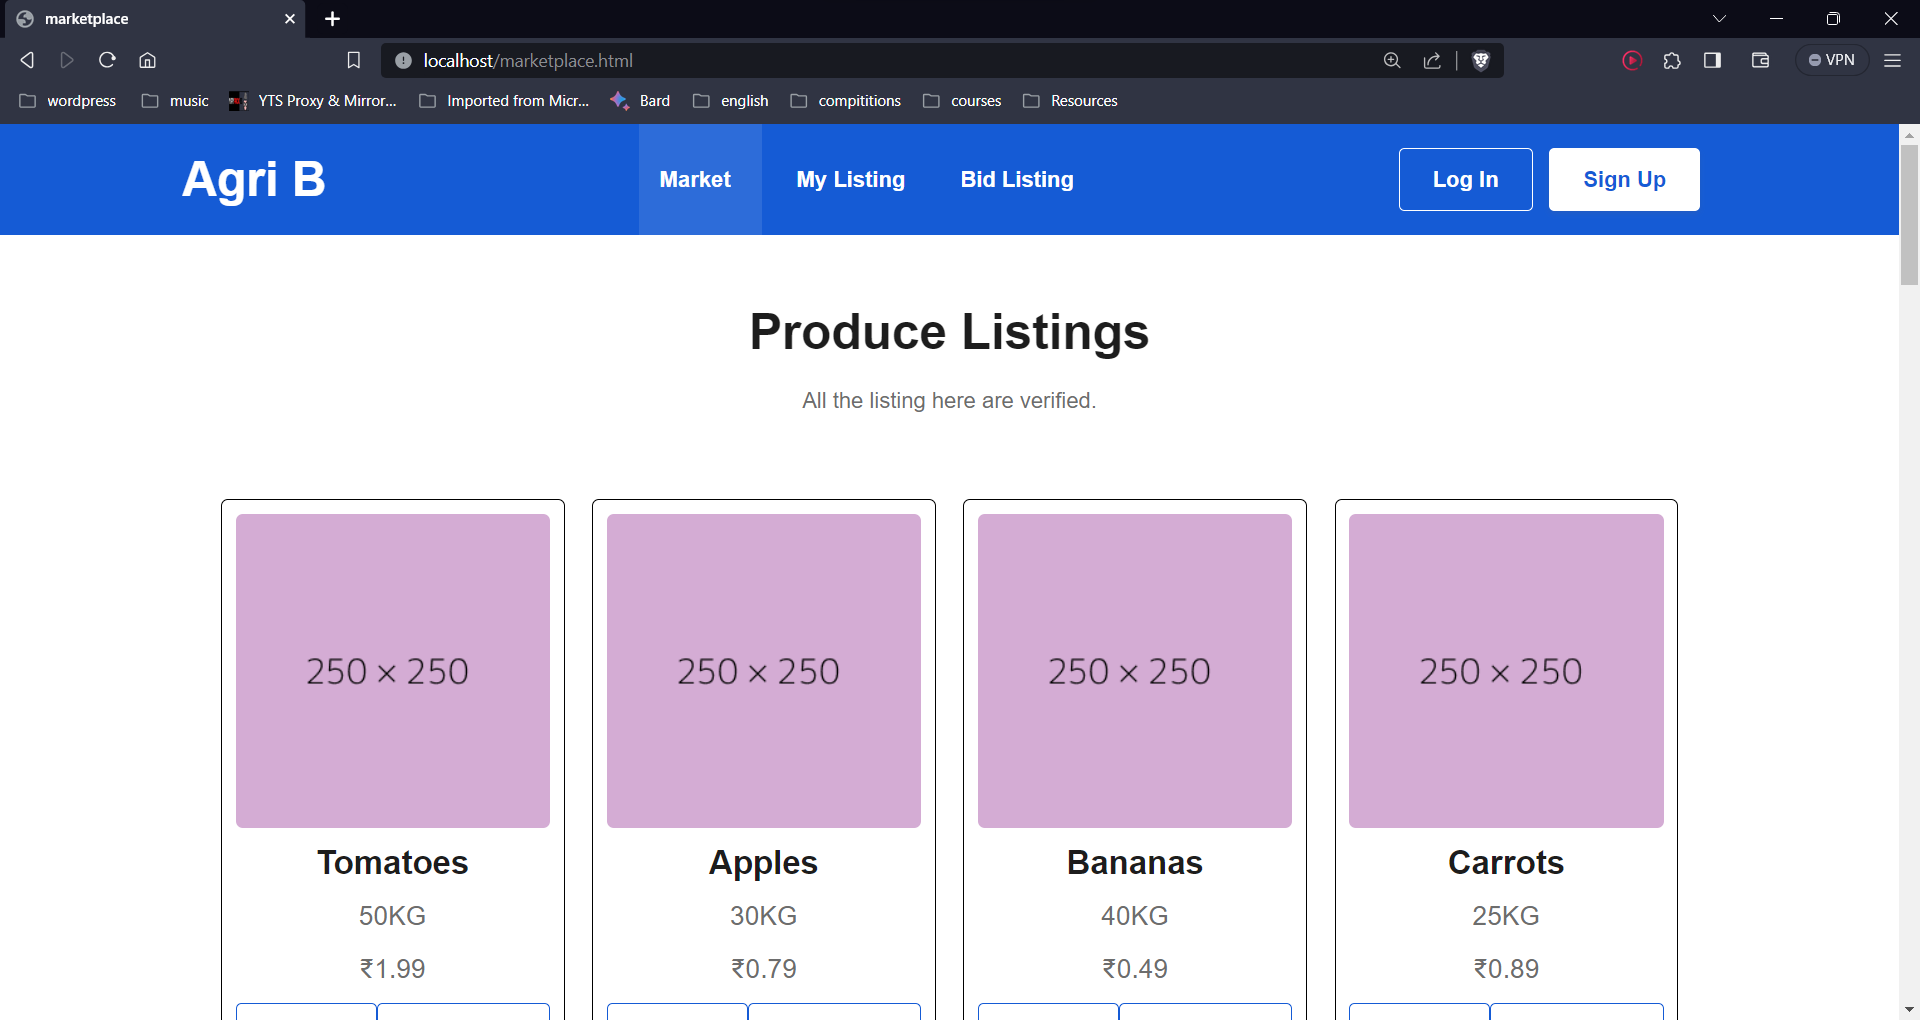 marketplace
localhost/marketplace.html
VPN
wordpress music YTS Proxy & Mirror... Imported from Micr... Bard english compititions courses Resources
Agri B Market My Listing Bid Listing Log In Sign Up
Produce Listings
All the listing here are verified.
250 × 250 250 × 250 250 × 250 250 × 250
Tomatoes Apples Bananas Carrots
50KG 30KG 40KG 25KG
₹1.99 ₹0.79 ₹0.49 ₹0.89